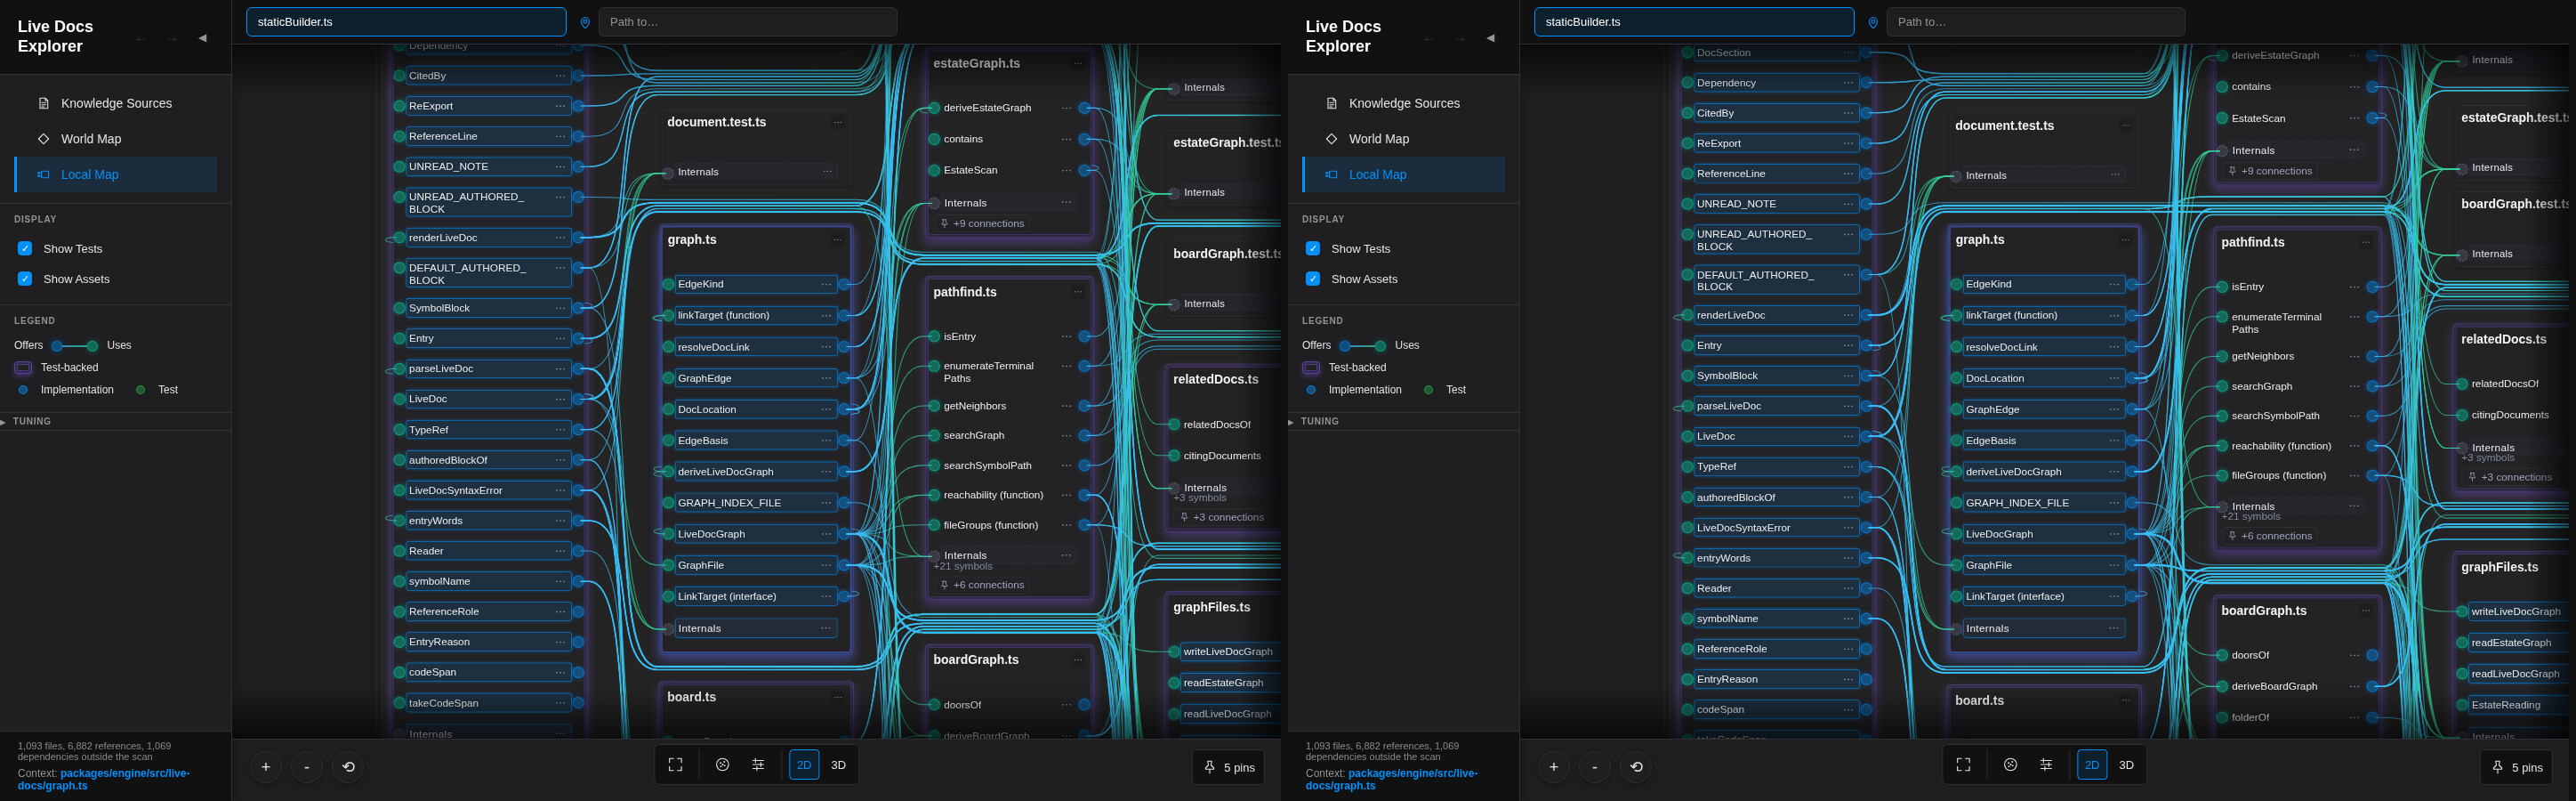 Live Docs
Explorer
staticBuilder.ts
Path to…
Knowledge Sources
World Map
Local Map
DISPLAY
Show Tests
Show Assets
LEGEND
Offers
Uses
Test-backed
Implementation
Test
TUNING
1,093 files, 6,882 references, 1,069
dependencies outside the scan
Context: packages/engine/src/live-
docs/graph.ts
Dependency
CitedBy
ReExport
ReferenceLine
UNREAD_NOTE
UNREAD_AUTHORED_
BLOCK
renderLiveDoc
DEFAULT_AUTHORED_
BLOCK
SymbolBlock
Entry
parseLiveDoc
LiveDoc
TypeRef
authoredBlockOf
LiveDocSyntaxError
entryWords
Reader
symbolName
ReferenceRole
EntryReason
codeSpan
takeCodeSpan
Internals
document.test.ts
Internals
graph.ts
EdgeKind
linkTarget (function)
resolveDocLink
GraphEdge
DocLocation
EdgeBasis
deriveLiveDocGraph
GRAPH_INDEX_FILE
LiveDocGraph
GraphFile
LinkTarget (interface)
Internals
board.ts
estateGraph.ts
deriveEstateGraph
contains
EstateScan
Internals
+9 connections
pathfind.ts
isEntry
enumerateTerminal
Paths
getNeighbors
searchGraph
searchSymbolPath
reachability (function)
fileGroups (function)
Internals
+21 symbols
+6 connections
boardGraph.ts
doorsOf
deriveBoardGraph
Internals
estateGraph.test.ts
Internals
boardGraph.test.ts
Internals
relatedDocs.ts
relatedDocsOf
citingDocuments
Internals
+3 symbols
+3 connections
graphFiles.ts
writeLiveDocGraph
readEstateGraph
readLiveDocGraph
+
-
2D
3D
5 pins
Live Docs
Explorer
staticBuilder.ts
Path to…
Knowledge Sources
World Map
Local Map
DISPLAY
Show Tests
Show Assets
LEGEND
Offers
Uses
Test-backed
Implementation
Test
TUNING
1,093 files, 6,882 references, 1,069
dependencies outside the scan
Context: packages/engine/src/live-
docs/graph.ts
DocSection
Dependency
CitedBy
ReExport
ReferenceLine
UNREAD_NOTE
UNREAD_AUTHORED_
BLOCK
DEFAULT_AUTHORED_
BLOCK
renderLiveDoc
Entry
SymbolBlock
parseLiveDoc
LiveDoc
TypeRef
authoredBlockOf
LiveDocSyntaxError
entryWords
Reader
symbolName
ReferenceRole
EntryReason
codeSpan
takeCodeSpan
document.test.ts
Internals
graph.ts
EdgeKind
linkTarget (function)
resolveDocLink
DocLocation
GraphEdge
EdgeBasis
deriveLiveDocGraph
GRAPH_INDEX_FILE
LiveDocGraph
GraphFile
LinkTarget (interface)
Internals
board.ts
deriveEstateGraph
contains
EstateScan
Internals
+9 connections
pathfind.ts
isEntry
enumerateTerminal
Paths
getNeighbors
searchGraph
searchSymbolPath
reachability (function)
fileGroups (function)
Internals
+21 symbols
+6 connections
boardGraph.ts
doorsOf
deriveBoardGraph
folderOf
Internals
estateGraph.test.ts
Internals
boardGraph.test.ts
Internals
relatedDocs.ts
relatedDocsOf
citingDocuments
Internals
+3 symbols
+3 connections
graphFiles.ts
writeLiveDocGraph
readEstateGraph
readLiveDocGraph
EstateReading
Internals
+
-
2D
3D
5 pins